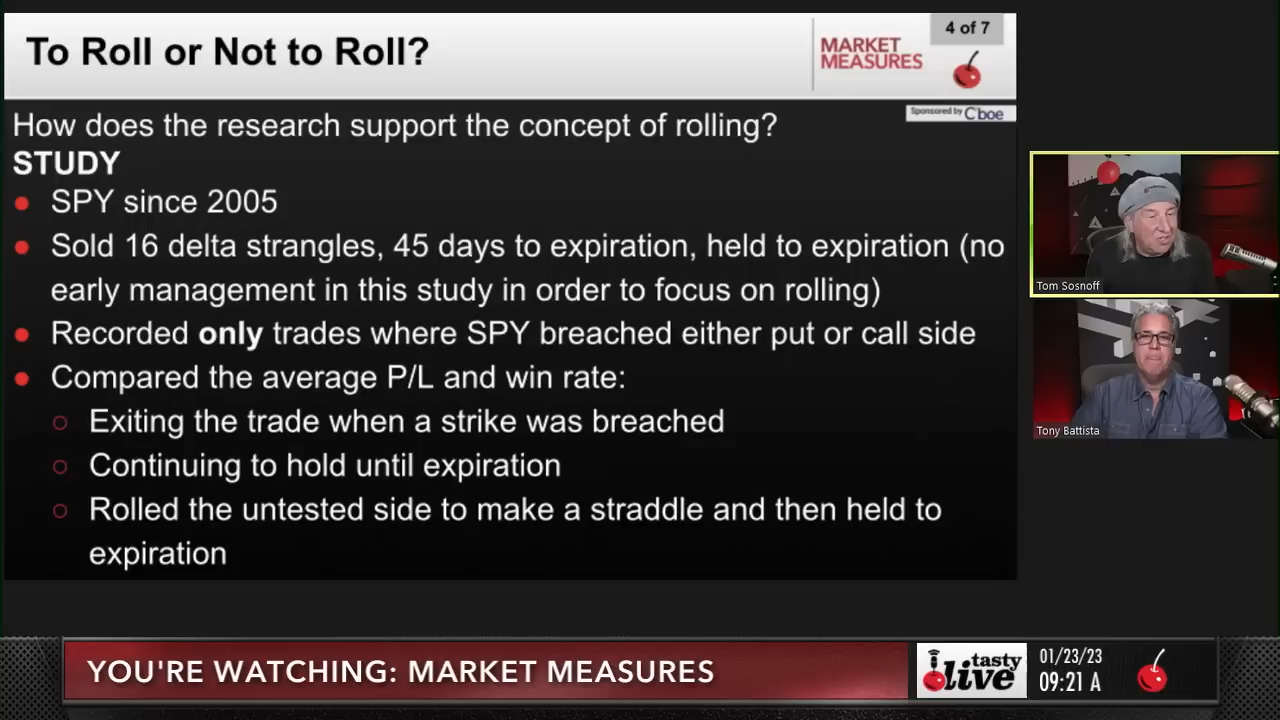 To Roll or Not to Roll?
MARKET
MEASURES
4 of 7
Sponsored by Cboe
How does the research support the concept of rolling?
STUDY
SPY since 2005
Sold 16 delta strangles, 45 days to expiration, held to expiration (no
early management in this study in order to focus on rolling)
Recorded only trades where SPY breached either put or call side
Compared the average P/L and win rate:
Exiting the trade when a strike was breached
Continuing to hold until expiration
Rolled the untested side to make a straddle and then held to
expiration
Tom Sosnoff
Tony Battista
YOU'RE WATCHING: MARKET MEASURES
tasty
live
01/23/23
09:21 A